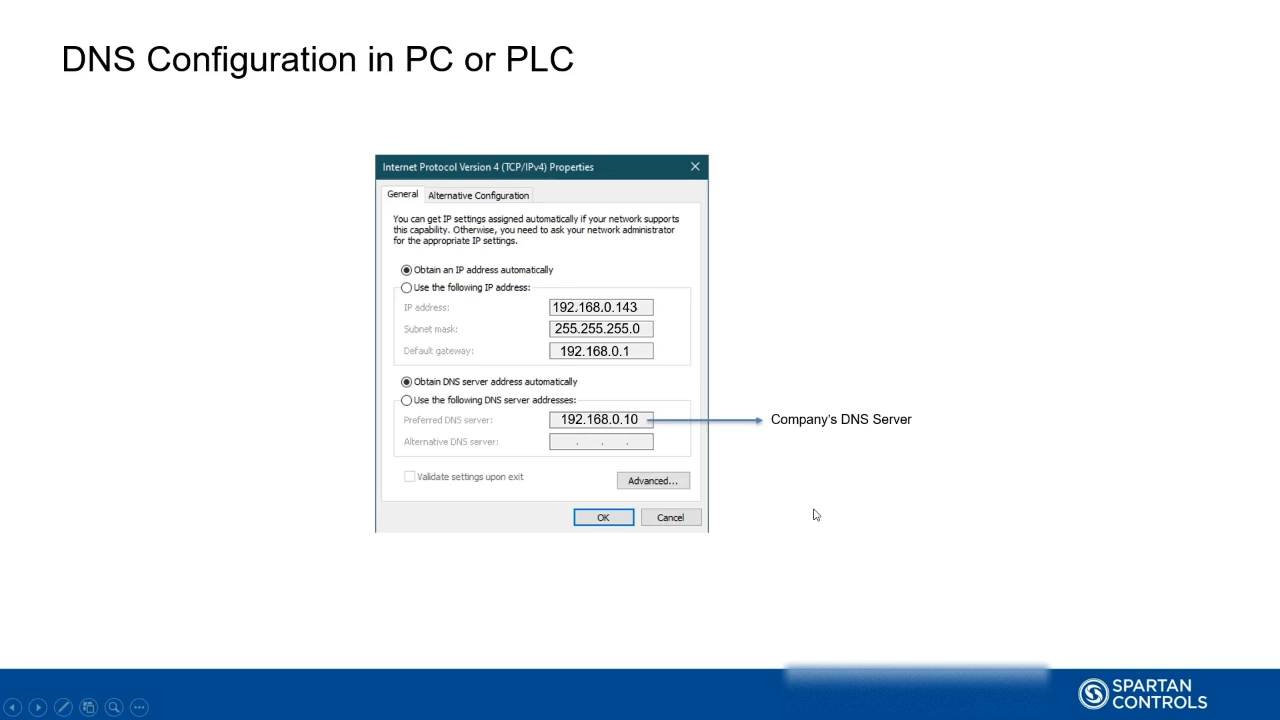 DNS Configuration in PC or PLC
Internet Protocol Version 4 (TCP/IPv4) Properties
General
Alternative Configuration
You can get IP settings assigned automatically if your network supports
this capability. Otherwise, you need to ask your network administrator
for the appropriate IP settings.
Obtain an IP address automatically
Use the following IP address:
IP address: 192.168.0.143
Subnet mask: 255.255.255.0
Default gateway: 192.168.0.1
Obtain DNS server address automatically
Use the following DNS server addresses:
Preferred DNS server: 192.168.0.10
Company's DNS Server
Alternative DNS server: . . .
Validate settings upon exit
Advanced...
OK
Cancel
SPARTAN
CONTROLS